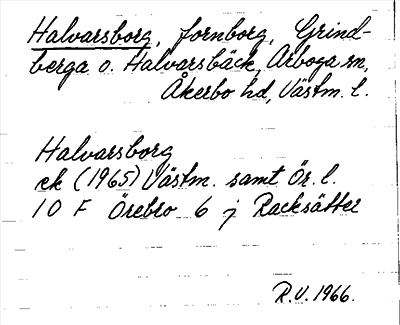 Halvarsborg, fornborg, Grind-
berga o. Halvarsbäck, Arboga sn,
Åkerbo hd, Västm. l.
Halvarsborg
ek (1965) Västm. samt Ör. l.
10 F Örebro 6 j Racksätter
R.V. 1966.